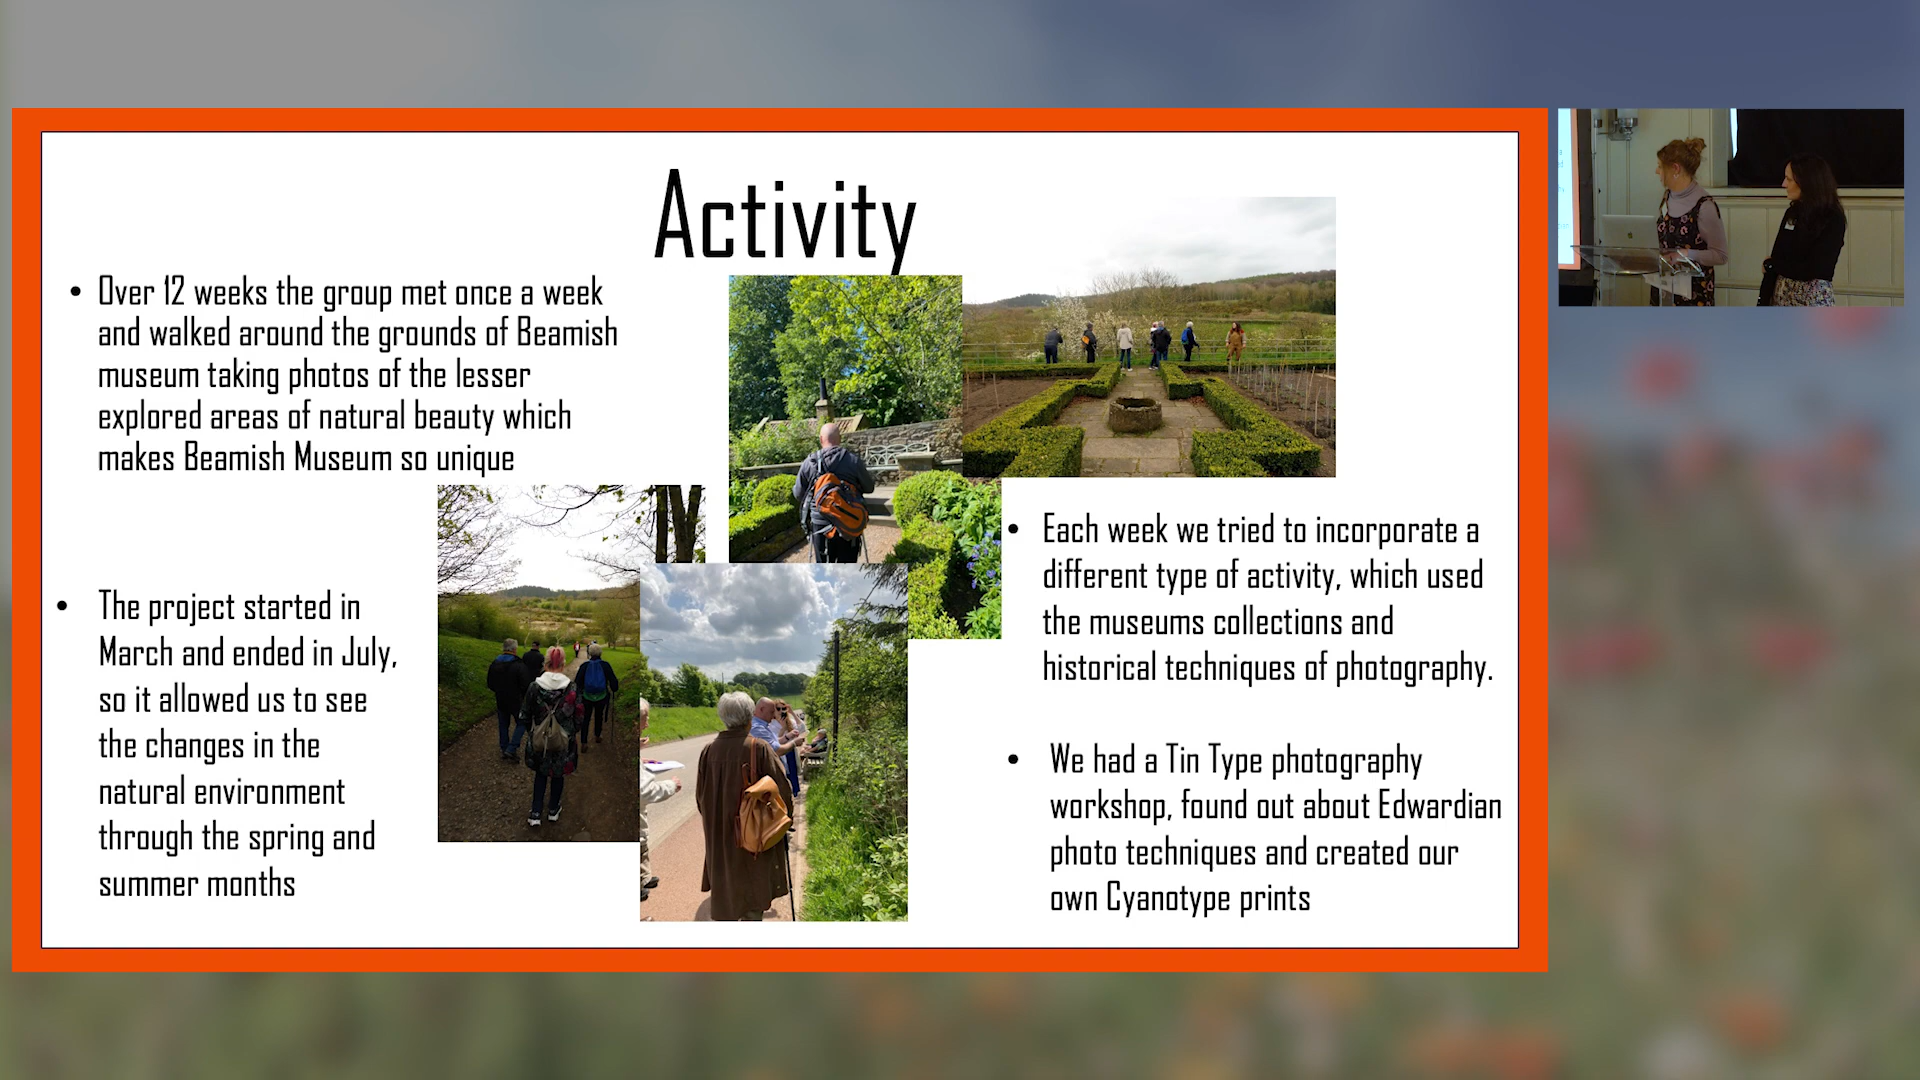 Activity
• Over 12 weeks the group met once a week
and walked around the grounds of Beamish
museum taking photos of the lesser
explored areas of natural beauty which
makes Beamish Museum so unique
• The project started in
March and ended in July,
so it allowed us to see
the changes in the
natural environment
through the spring and
summer months
• Each week we tried to incorporate a
different type of activity, which used
the museums collections and
historical techniques of photography.
• We had a Tin Type photography
workshop, found out about Edwardian
photo techniques and created our
own Cyanotype prints